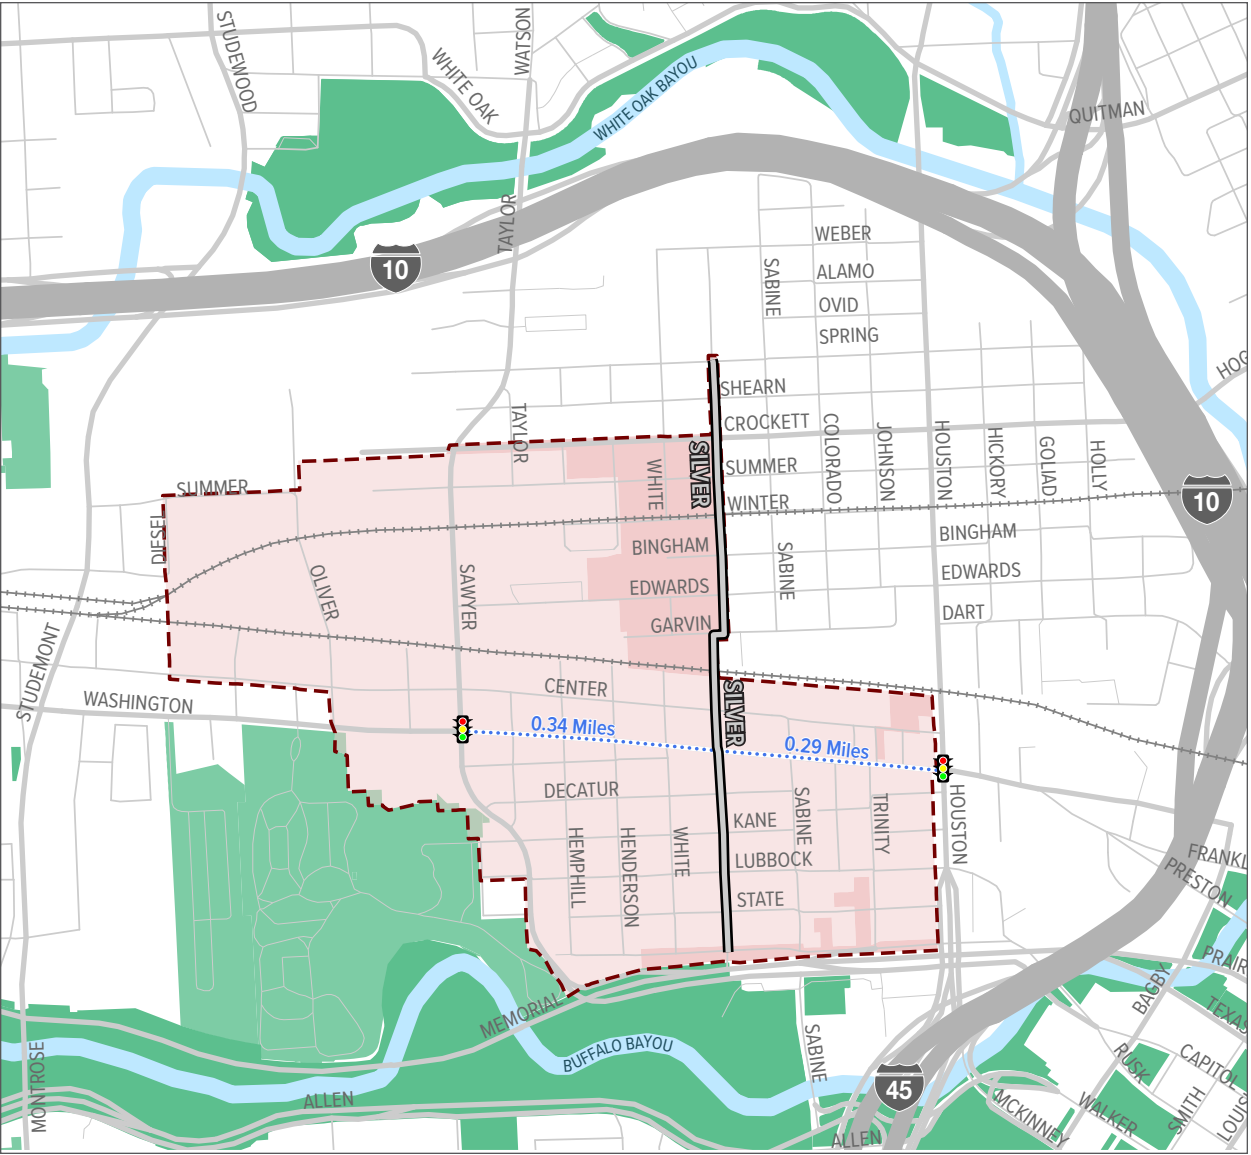 STUDEWOOD
WATSON
WHITE OAK
WHITE OAK BAYOU
QUITMAN
TAYLOR
10
WEBER
SABINE
ALAMO
OVID
SPRING
SHEARN
CROCKETT
TAYLOR
COLORADO
JOHNSON
HOUSTON
HICKORY
GOLIAD
HOLLY
SILVER
SUMMER
WHITE
SUMMER
WINTER
10
DIESEL
BINGHAM
BINGHAM
SABINE
OLIVER
SAWYER
EDWARDS
EDWARDS
GARVIN
DART
STUDEMONT
CENTER
SILVER
WASHINGTON
0.34 Miles
0.29 Miles
DECATUR
SABINE
TRINITY
HOUSTON
KANE
HEMPHILL
HENDERSON
WHITE
LUBBOCK
STATE
FRANKL
PRESTON
PRAIR
BAGBY
TEXAS
MEMORIAL
BUFFALO BAYOU
SABINE
MONTROSE
RUSK
CAPITOL
45
ALLEN
MCKINNEY
WALKER
SMITH
LOUIS
ALLEN
HOG